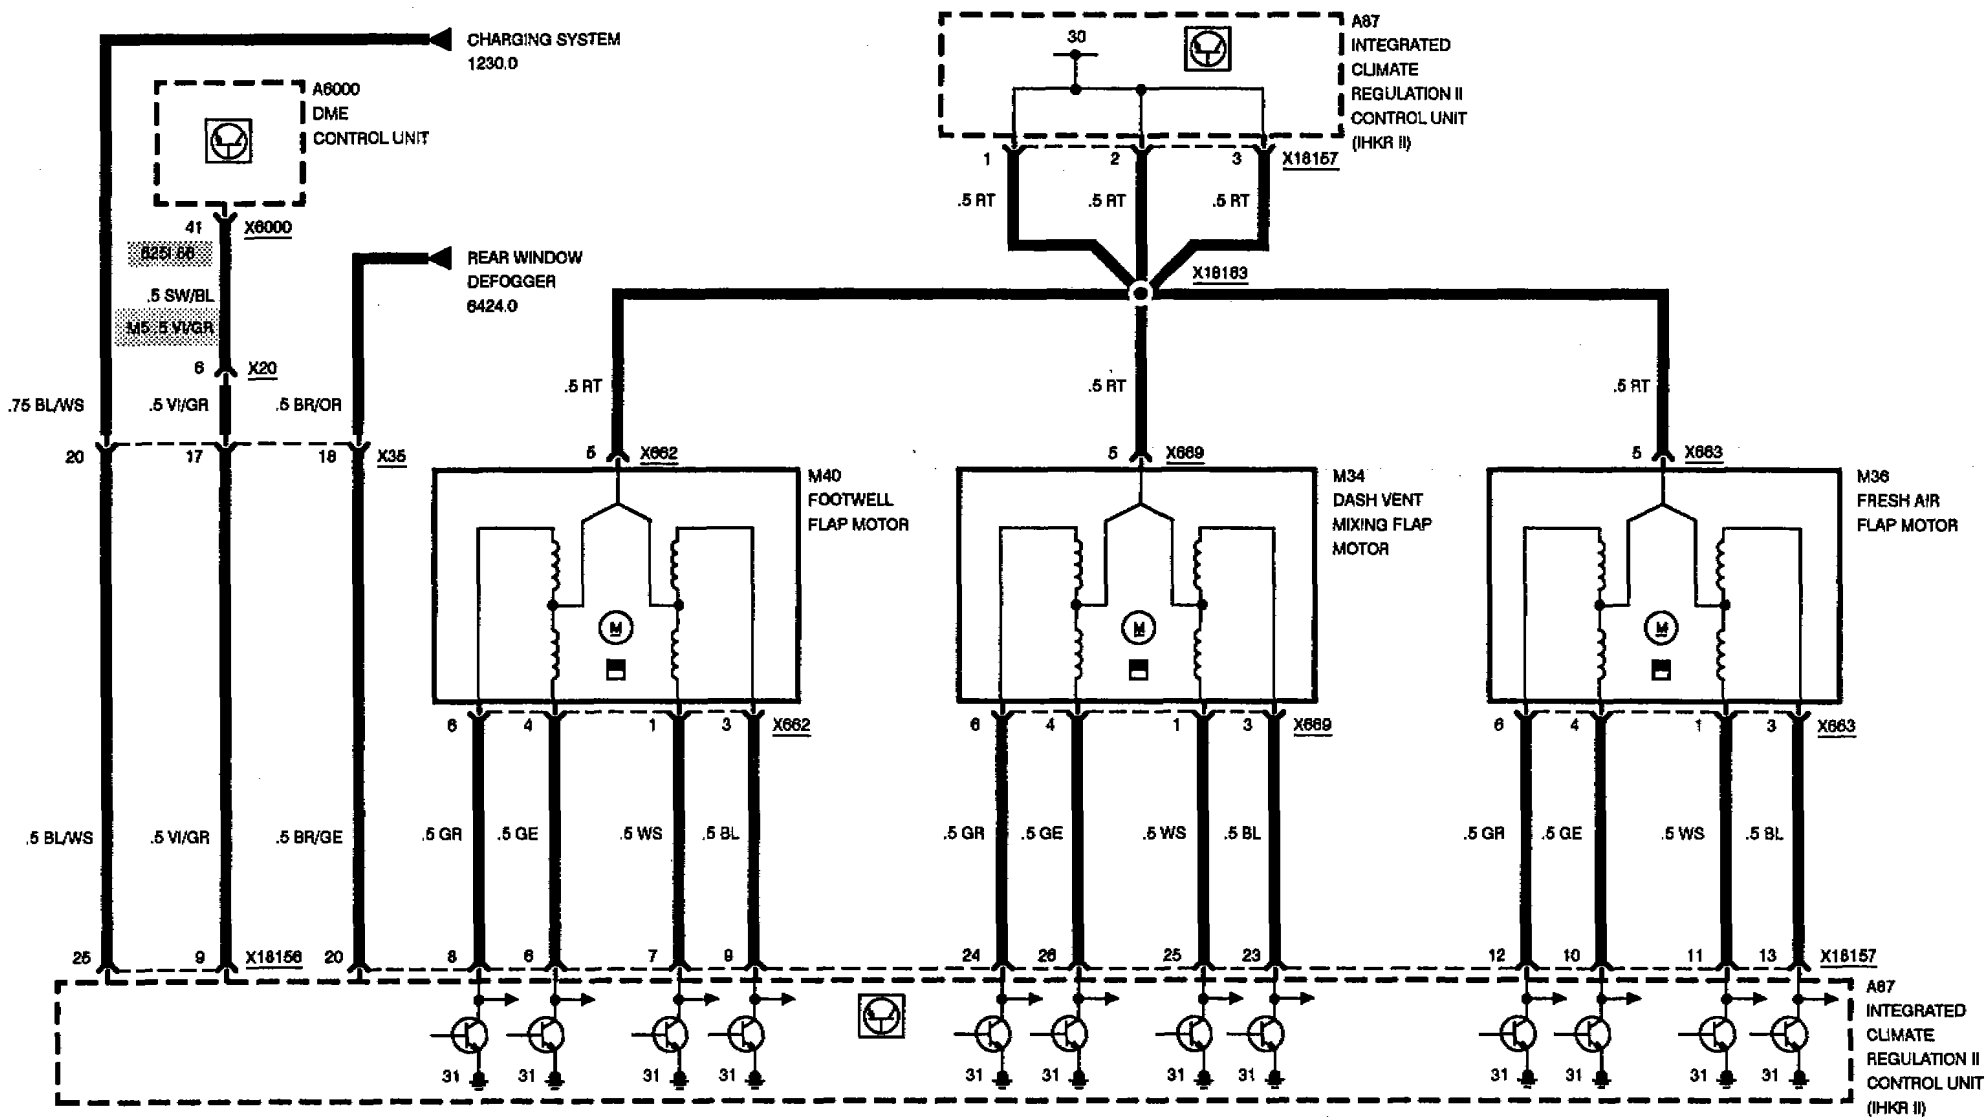 CHARGING SYSTEM
1230.0
A6000
DME
CONTROL UNIT
41
X6000
525i 66
.5 SW/BL
M5 .5 VI/GR
6
X20
REAR WINDOW
DEFOGGER
6424.0
.75 BL/WS
.5 VI/GR
.5 BR/OR
20
17
18
X35
30
A87
INTEGRATED
CLIMATE
REGULATION II
CONTROL UNIT
(IHKR II)
1
2
3
X18157
.5 RT
.5 RT
.5 RT
X18163
.5 RT
.5 RT
.5 RT
5
X662
5
X669
5
X663
M40
FOOTWELL
FLAP MOTOR
M
M34
DASH VENT
MIXING FLAP
MOTOR
M
M36
FRESH AIR
FLAP MOTOR
M
6
4
1
3
X662
6
4
1
3
X669
6
4
1
3
X663
.5 BL/WS
.5 VI/GR
.5 BR/GE
.5 GR
.5 GE
.5 WS
.5 BL
.5 GR
.5 GE
.5 WS
.5 BL
.5 GR
.5 GE
.5 WS
.5 BL
25
9
X18156
20
8
6
7
9
24
26
25
23
12
10
11
13
X18157
31
31
31
31
31
31
31
31
31
31
31
31
A87
INTEGRATED
CLIMATE
REGULATION II
CONTROL UNIT
(IHKR II)